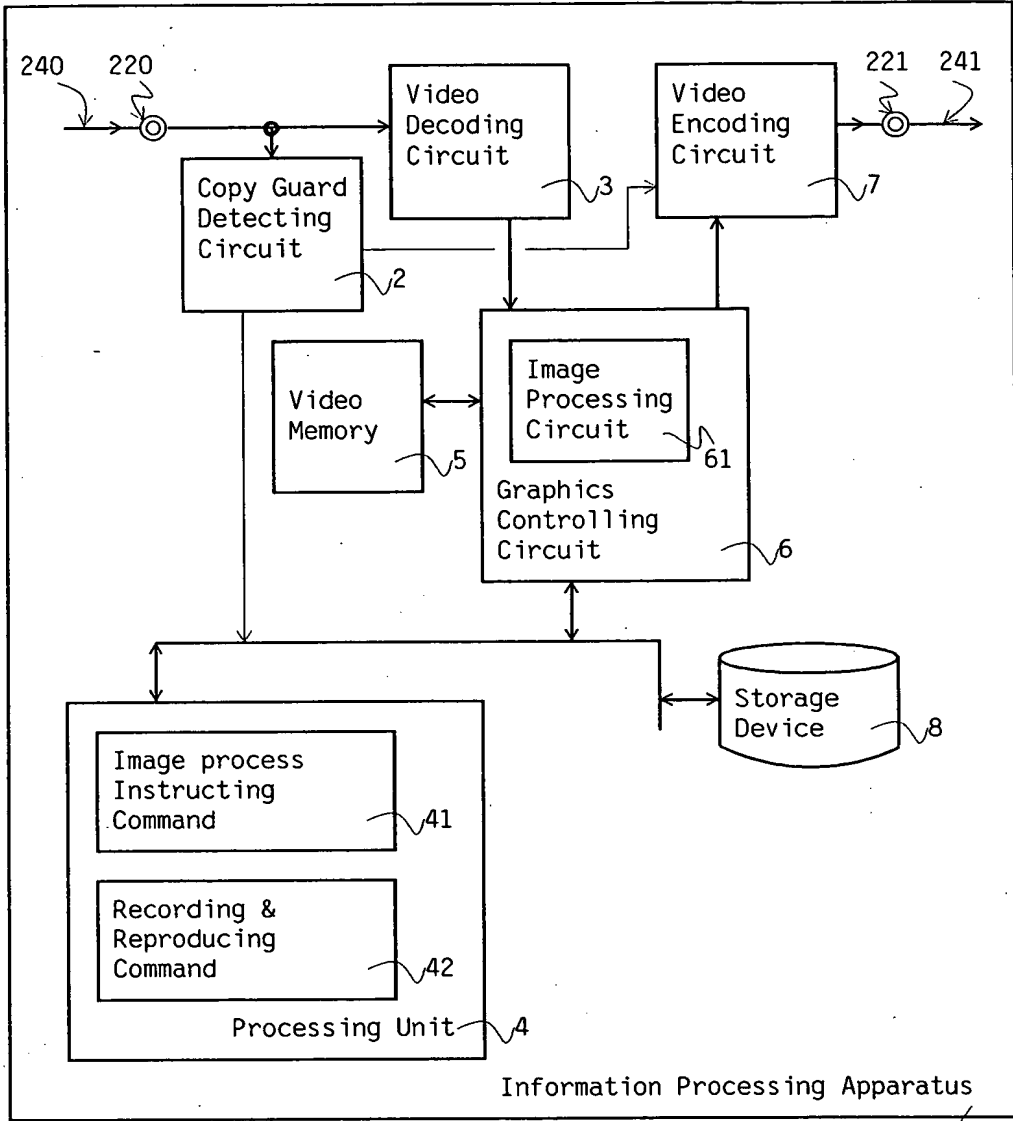 240
220
221
241
Video
Decoding
Circuit
3
Video
Encoding
Circuit
7
Copy Guard
Detecting
Circuit
2
Video
Memory
5
Image
Processing
Circuit
61
Graphics
Controlling
Circuit
6
Storage
Device
8
Image process
Instructing
Command
41
Recording &
Reproducing
Command
42
Processing Unit
4
Information Processing Apparatus